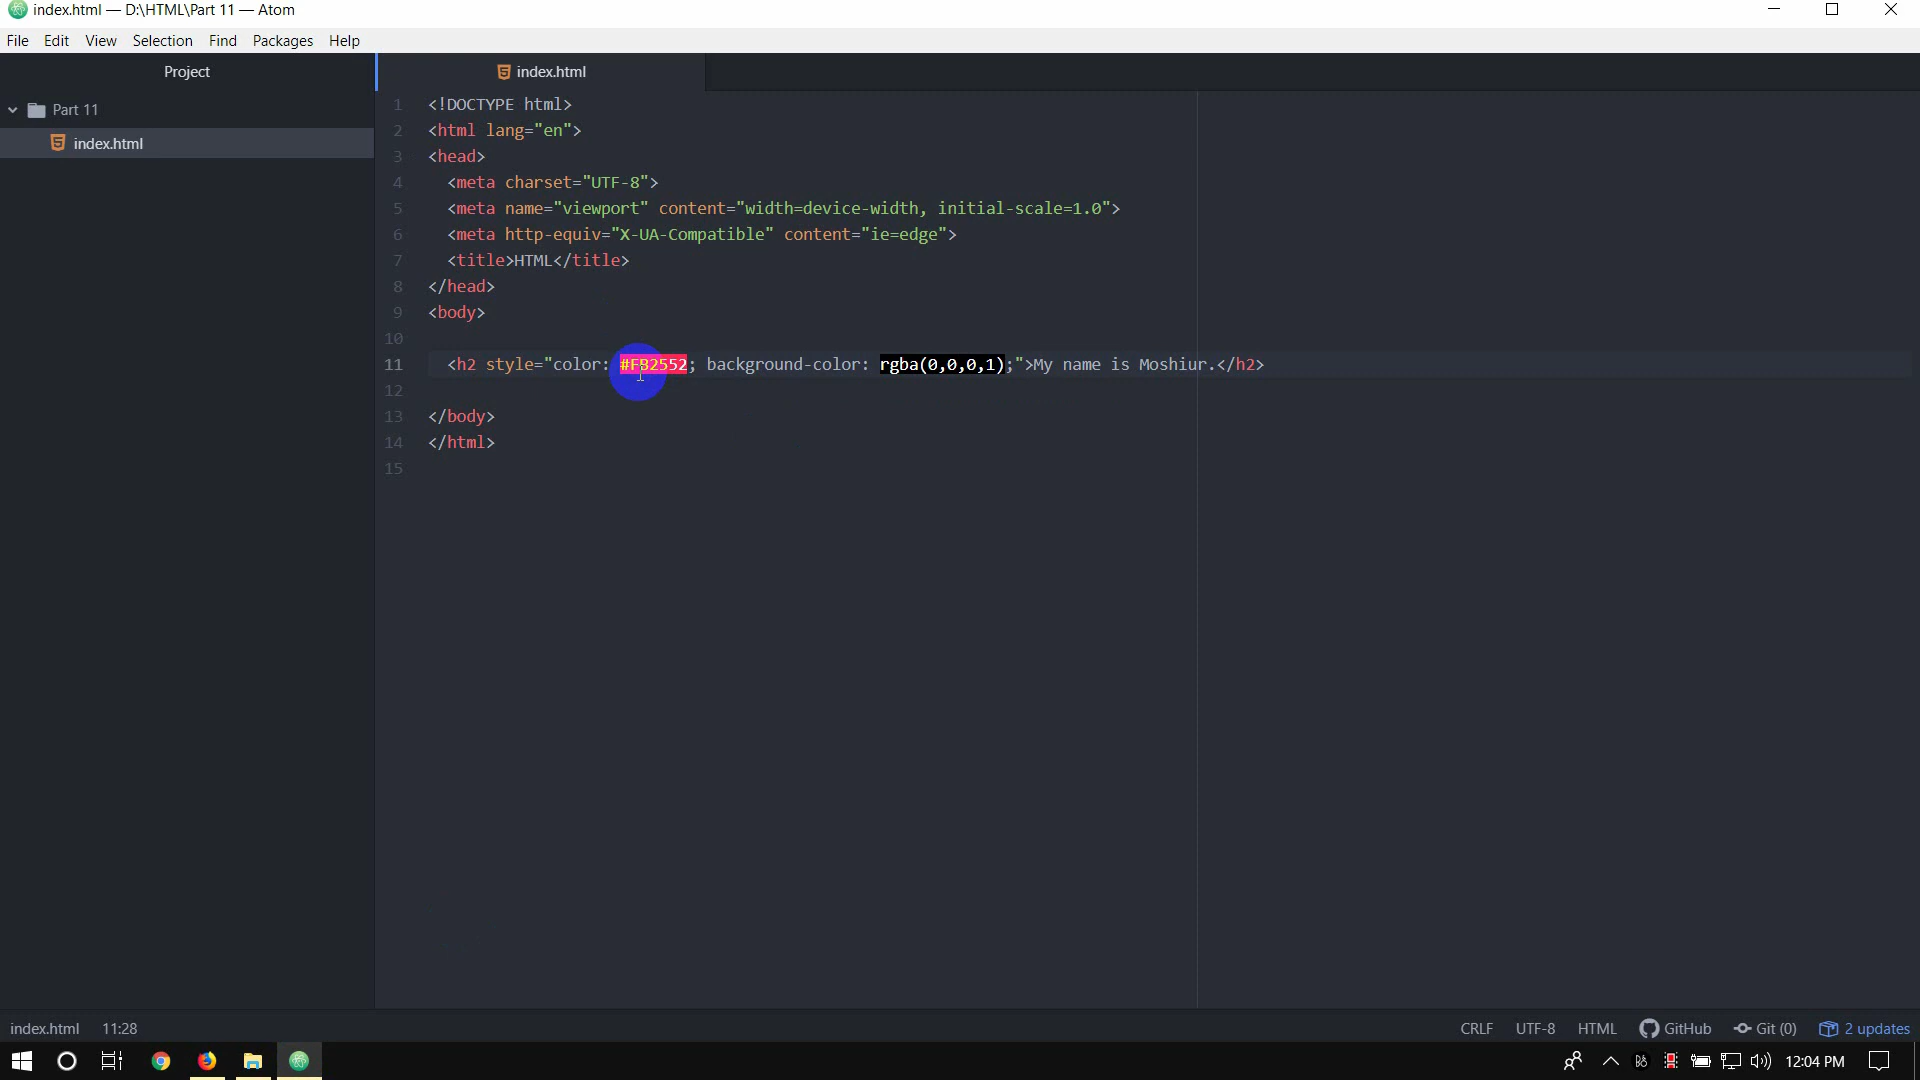 index.html — D:\HTML\Part 11 — Atom
File Edit View Selection Find Packages Help
Project
index.html
Part 11
index.html
1 <!DOCTYPE html>
2 <html lang="en">
3 <head>
4 <meta charset="UTF-8">
5 <meta name="viewport" content="width=device-width, initial-scale=1.0">
6 <meta http-equiv="X-UA-Compatible" content="ie=edge">
7 <title>HTML</title>
8 </head>
9 <body>
10
11 <h2 style="color: #FB2552; background-color: rgba(0,0,0,1);">My name is Moshiur.</h2>
12
13 </body>
14 </html>
15
index.html 11:28 CRLF UTF-8 HTML GitHub Git (0) 2 updates
12:04 PM